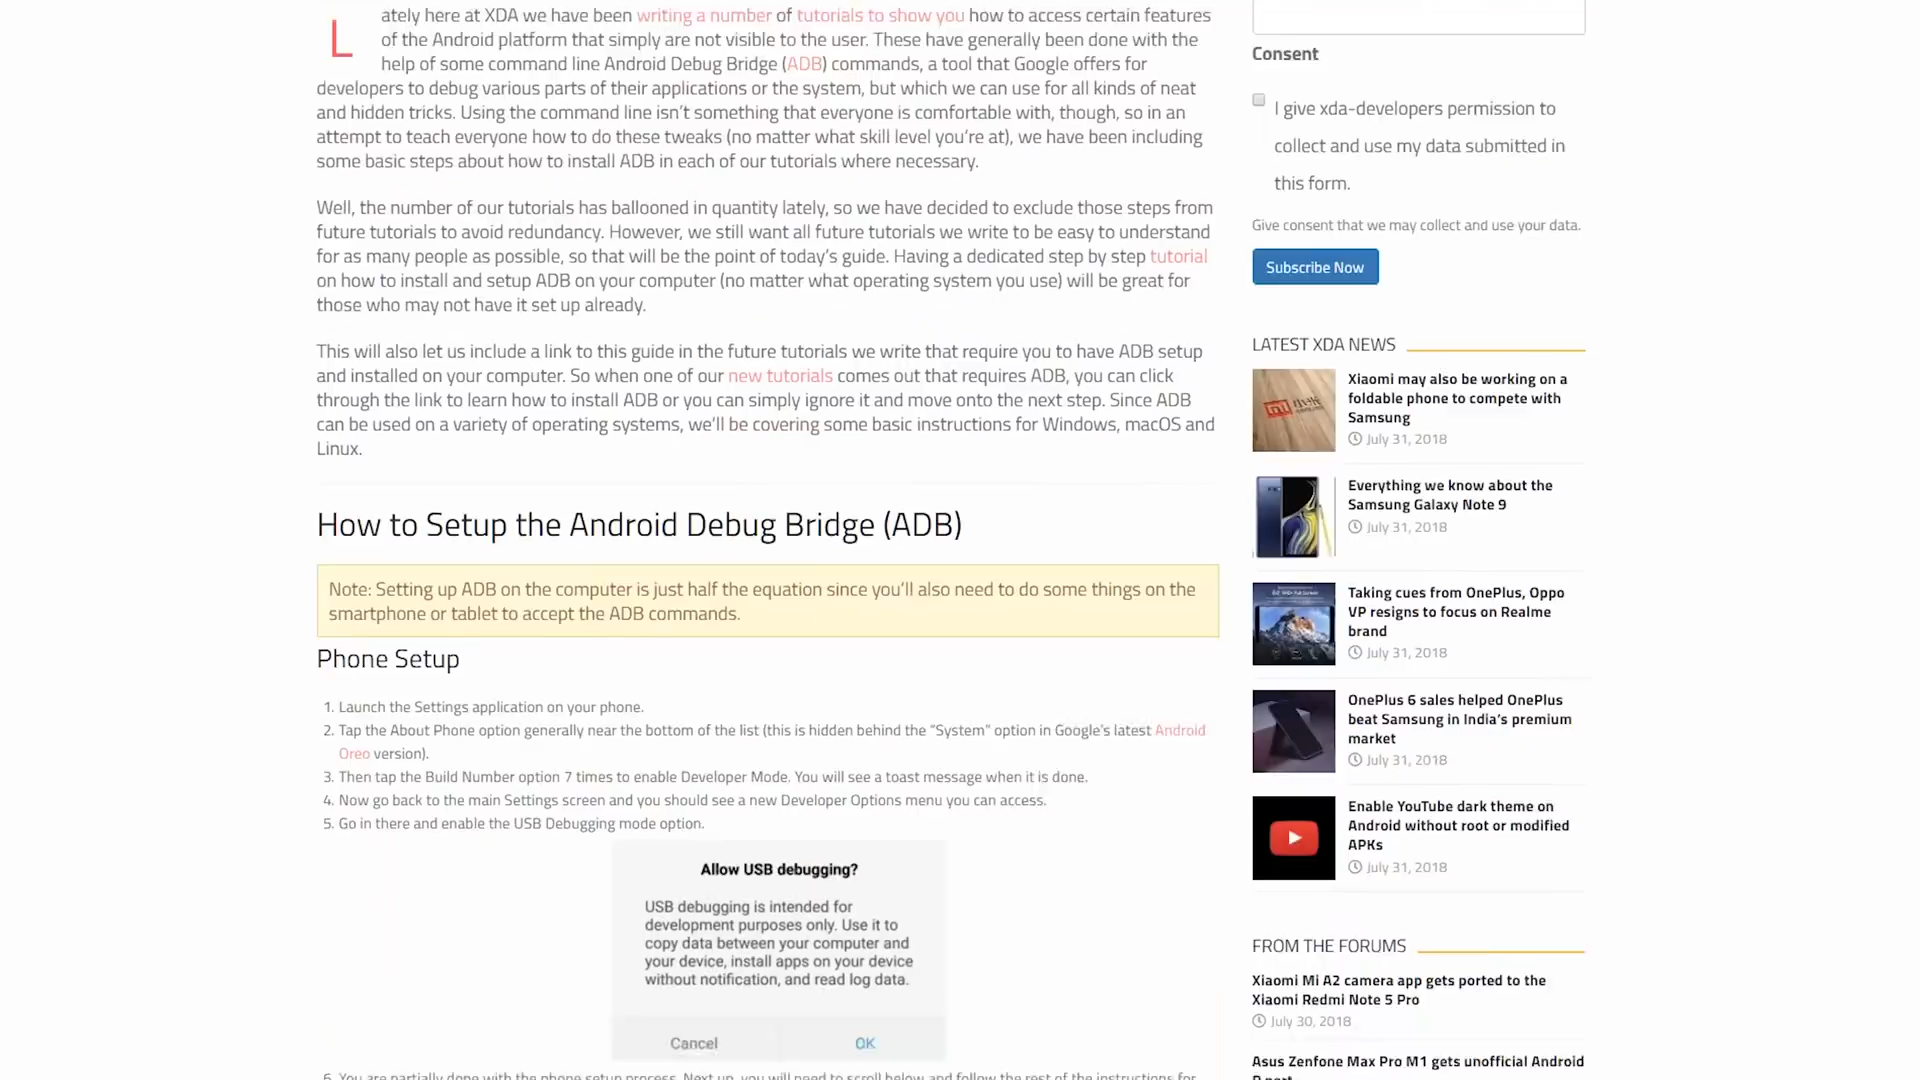 Lately here at XDA we have been writing a number of tutorials to show you how to access certain features
of the Android platform that simply are not visible to the user. These have generally been done with the
help of some command line Android Debug Bridge (ADB) commands, a tool that Google offers for
developers to debug various parts of their applications or the system, but which we can use for all kinds of neat
and hidden tricks. Using the command line isn’t something that everyone is comfortable with, though, so in an
attempt to teach everyone how to do these tweaks (no matter what skill level you’re at), we have been including
some basic steps about how to install ADB in each of our tutorials where necessary.
Well, the number of our tutorials has ballooned in quantity lately, so we have decided to exclude those steps from
future tutorials to avoid redundancy. However, we still want all future tutorials we write to be easy to understand
for as many people as possible, so that will be the point of today’s guide. Having a dedicated step by step tutorial
on how to install and setup ADB on your computer (no matter what operating system you use) will be great for
those who may not have it set up already.
This will also let us include a link to this guide in the future tutorials we write that require you to have ADB setup
and installed on your computer. So when one of our new tutorials comes out that requires ADB, you can click
through the link to learn how to install ADB or you can simply ignore it and move onto the next step. Since ADB
can be used on a variety of operating systems, we’ll be covering some basic instructions for Windows, macOS and
Linux.
How to Setup the Android Debug Bridge (ADB)
Note: Setting up ADB on the computer is just half the equation since you’ll also need to do some things on the
smartphone or tablet to accept the ADB commands.
Phone Setup
1. Launch the Settings application on your phone.
2. Tap the About Phone option generally near the bottom of the list (this is hidden behind the “System” option in Google’s latest Android
Oreo version).
3. Then tap the Build Number option 7 times to enable Developer Mode. You will see a toast message when it is done.
4. Now go back to the main Settings screen and you should see a new Developer Options menu you can access.
5. Go in there and enable the USB Debugging mode option.
Allow USB debugging?
USB debugging is intended for
development purposes only. Use it to
copy data between your computer and
your device, install apps on your device
without notification, and read log data.
Cancel OK
6. You are partially done with the phone setup process. Next up, you will need to scroll below and follow the rest of the instructions for
Consent
I give xda-developers permission to
collect and use my data submitted in
this form.
Give consent that we may collect and use your data.
Subscribe Now
LATEST XDA NEWS
Xiaomi may also be working on a
foldable phone to compete with
Samsung
July 31, 2018
Everything we know about the
Samsung Galaxy Note 9
July 31, 2018
Taking cues from OnePlus, Oppo
VP resigns to focus on Realme
brand
July 31, 2018
OnePlus 6 sales helped OnePlus
beat Samsung in India’s premium
market
July 31, 2018
Enable YouTube dark theme on
Android without root or modified
APKs
July 31, 2018
FROM THE FORUMS
Xiaomi Mi A2 camera app gets ported to the
Xiaomi Redmi Note 5 Pro
July 30, 2018
Asus Zenfone Max Pro M1 gets unofficial Android
P port